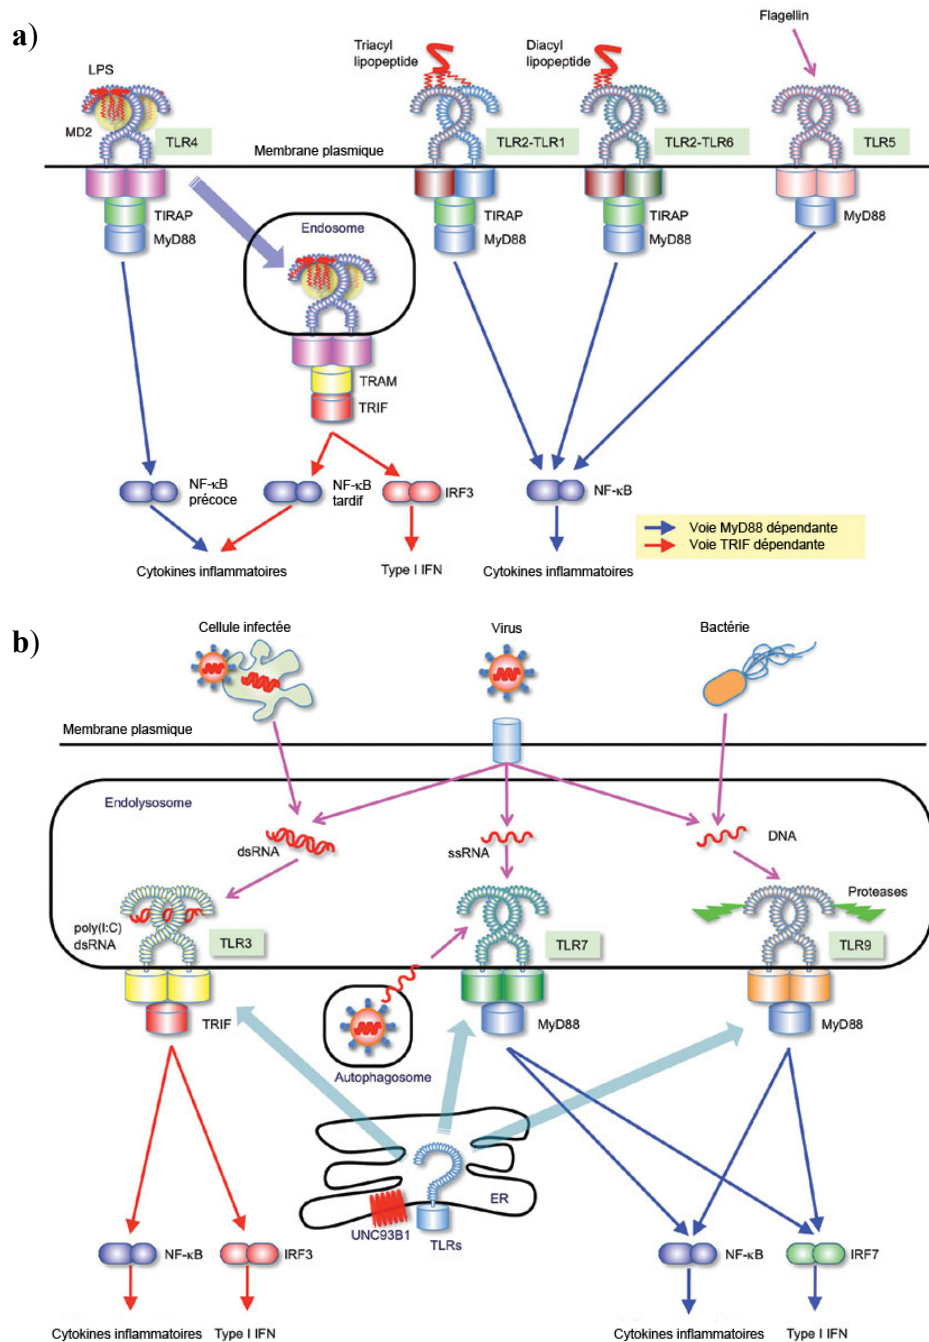 a)
LPS
MD2
TLR4
Triacyl
lipopeptide
Diacyl
lipopeptide
Flagellin
TLR2-TLR1
TLR2-TLR6
TLR5
Membrane plasmique
TIRAP
MyD88
TIRAP
MyD88
TIRAP
MyD88
MyD88
Endosome
TRAM
TRIF
NF-κB
précoce
NF-κB
tardif
IRF3
NF-κB
Voie MyD88 dépendante
Voie TRIF dépendante
Cytokines inflammatoires
Type I IFN
Cytokines inflammatoires
b)
Cellule infectée
Virus
Bactérie
Membrane plasmique
Endolysosome
dsRNA
ssRNA
DNA
Proteases
poly(I:C)
dsRNA
TLR3
TLR7
TLR9
TRIF
MyD88
MyD88
Autophagosome
ER
UNC93B1
TLRs
NF-κB
IRF3
NF-κB
IRF7
Cytokines inflammatoires
Type I IFN
Cytokines inflammatoires
Type I IFN